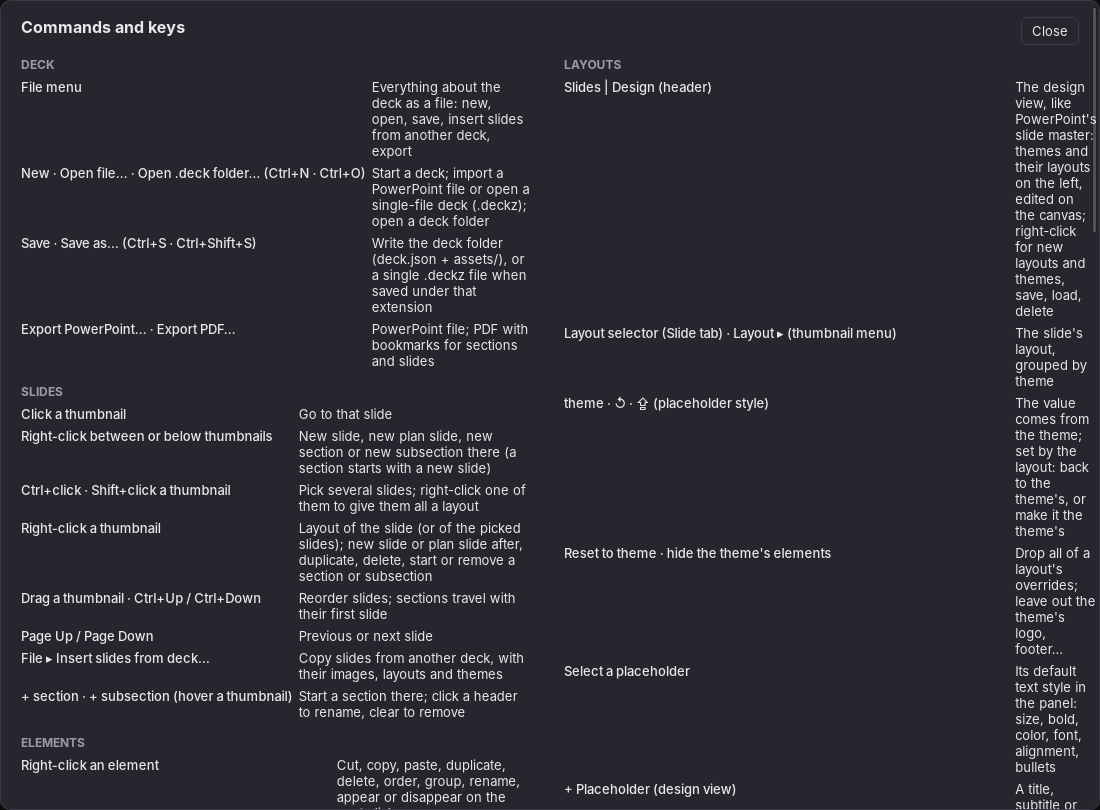 Commands and keys
Close
DECK
File menu
Everything about the
deck as a file: new,
open, save, insert slides
from another deck,
export
New · Open file… · Open .deck folder… (Ctrl+N · Ctrl+O)
Start a deck; import a
PowerPoint file or open a
single-file deck (.deckz);
open a deck folder
Save · Save as… (Ctrl+S · Ctrl+Shift+S)
Write the deck folder
(deck.json + assets/), or
a single .deckz file when
saved under that
extension
Export PowerPoint… · Export PDF…
PowerPoint file; PDF with
bookmarks for sections
and slides
SLIDES
Click a thumbnail
Go to that slide
Right-click between or below thumbnails
New slide, new plan slide, new
section or new subsection there (a
section starts with a new slide)
Ctrl+click · Shift+click a thumbnail
Pick several slides; right-click one of
them to give them all a layout
Right-click a thumbnail
Layout of the slide (or of the picked
slides); new slide or plan slide after,
duplicate, delete, start or remove a
section or subsection
Drag a thumbnail · Ctrl+Up / Ctrl+Down
Reorder slides; sections travel with
their first slide
Page Up / Page Down
Previous or next slide
File ▸ Insert slides from deck…
Copy slides from another deck, with
their images, layouts and themes
+ section · + subsection (hover a thumbnail)
Start a section there; click a header
to rename, clear to remove
ELEMENTS
Right-click an element
Cut, copy, paste, duplicate,
delete, order, group, rename,
appear or disappear on the
LAYOUTS
Slides | Design (header)
The design
view, like
PowerPoint's
slide master:
themes and
their layouts
on the left,
edited on
the canvas;
right-click
for new
layouts and
themes,
save, load,
delete
Layout selector (Slide tab) · Layout ▸ (thumbnail menu)
The slide's
layout,
grouped by
theme
theme · ↺ · ⇪ (placeholder style)
The value
comes from
the theme;
set by the
layout: back
to the
theme's, or
make it the
theme's
Reset to theme · hide the theme's elements
Drop all of a
layout's
overrides;
leave out the
theme's
logo,
footer…
Select a placeholder
Its default
text style in
the panel:
size, bold,
color, font,
alignment,
bullets
+ Placeholder (design view)
A title,
subtitle or